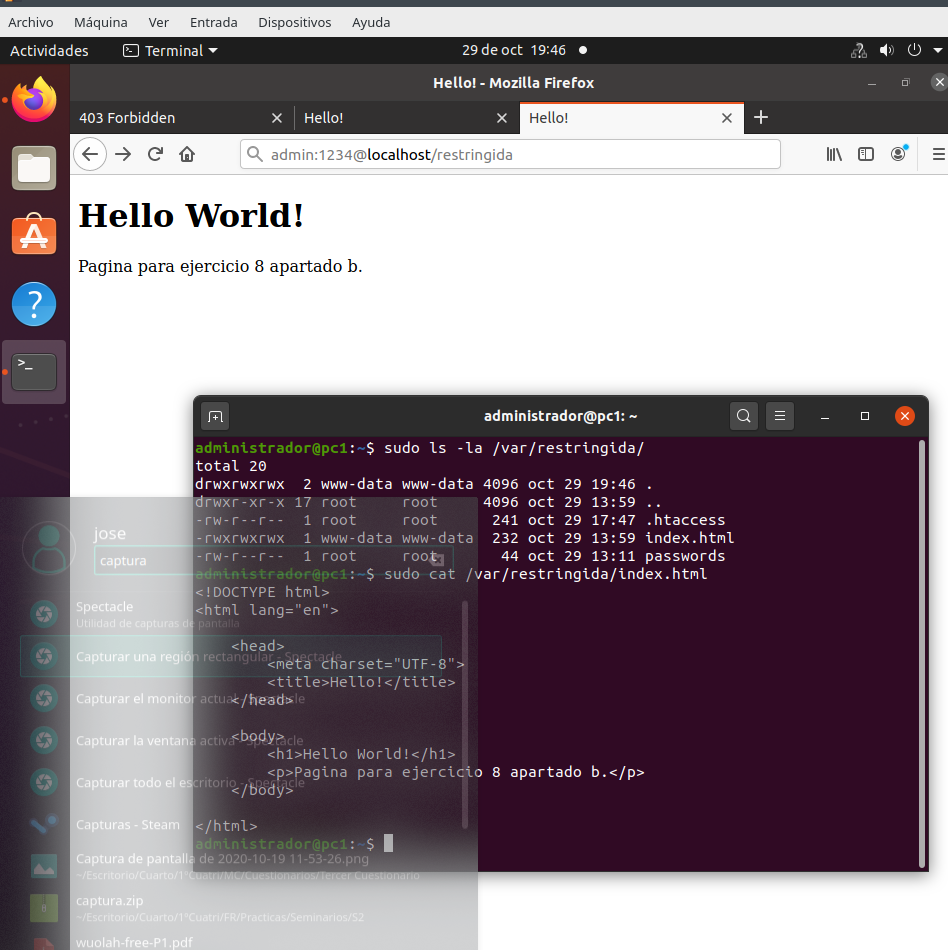 Archivo Máquina Ver Entrada Dispositivos Ayuda
Actividades Terminal 29 de oct 19:46
Hello! - Mozilla Firefox
403 Forbidden Hello! Hello!
admin:1234@localhost/restringida
Hello World!
Pagina para ejercicio 8 apartado b.
administrador@pc1: ~
administrador@pc1:~$ sudo ls -la /var/restringida/
total 20
drwxrwxrwx 2 www-data www-data 4096 oct 29 19:46 .
drwxr-xr-x 17 root root 4096 oct 29 13:59 ..
-rw-r--r-- 1 root root 241 oct 29 17:47 .htaccess
-rwxrwxrwx 1 www-data www-data 232 oct 29 13:59 index.html
-rw-r--r-- 1 root root 44 oct 29 13:11 passwords
administrador@pc1:~$ sudo cat /var/restringida/index.html
<!DOCTYPE html>
<html lang="en">
<head>
<meta charset="UTF-8">
<title>Hello!</title>
</head>
<body>
<h1>Hello World!</h1>
<p>Pagina para ejercicio 8 apartado b.</p>
</body>
</html>
administrador@pc1:~$
jose
captura
Spectacle
Utilidad de capturas de pantalla
Capturar una región rectangular - Spectacle
Capturar el monitor actual - Spectacle
Capturar la ventana activa - Spectacle
Capturar todo el escritorio - Spectacle
Capturas - Steam
Captura de pantalla de 2020-10-19 11-53-26.png
~/Escritorio/Cuarto/1ºCuatri/MC/Cuestionarios/Tercer Cuestionario
captura.zip
~/Escritorio/Cuarto/1ºCuatri/FR/Practicas/Seminarios/S2
wuolah-free-P1.pdf